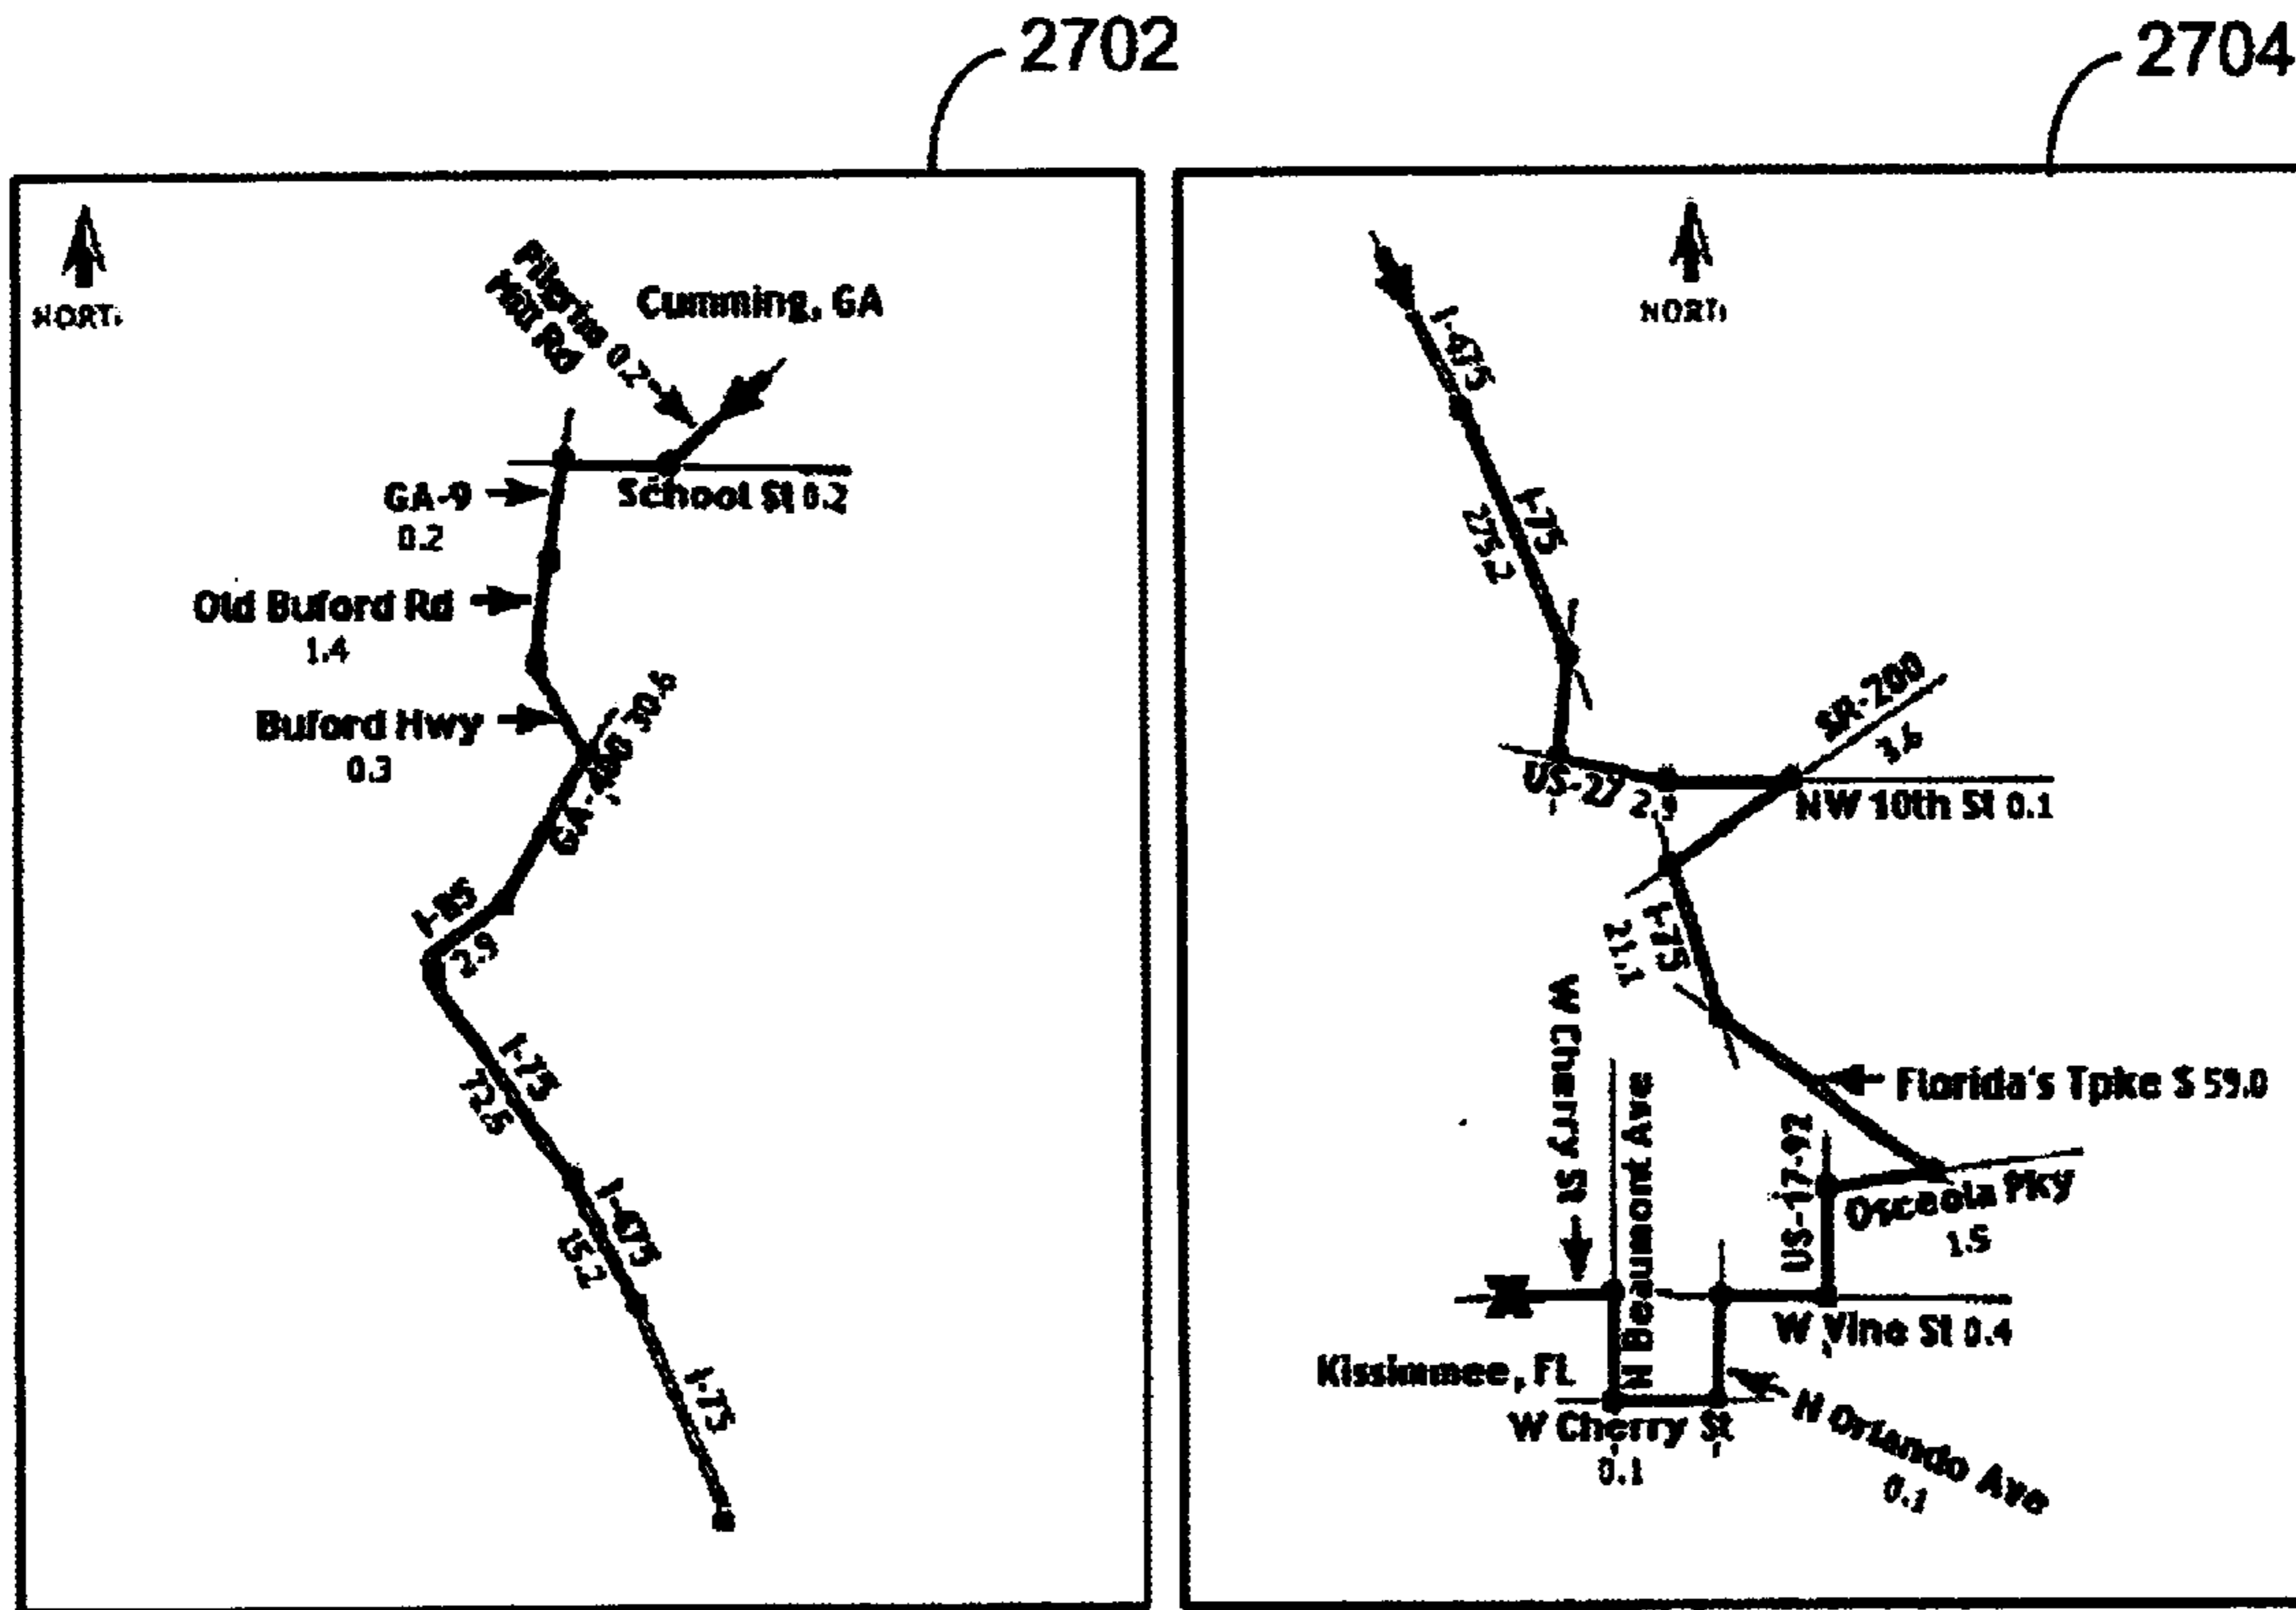 2702
2704
NORTH
Cumming, GA
Pilgrim
Mill Rd
0.2
School St 0.2
GA-9
0.2
Old Buford Rd
1.4
Buford Hwy
0.3
I-85
2.9
I-75
72.6
I-475
15.2
I-75
NORTH
I-475
I-75
275.2
US-27 2.9
SR-200
3.6
NW 10th St 0.1
I-75
21.1
Florida's Tpke S 59.0
Osceola Pky
1.5
US-17-92
W Vine St 0.4
W Cherry St
N Beaumont Ave
Kissimmee, FL
W Cherry St
0.1
N Orlando Ave
0.1